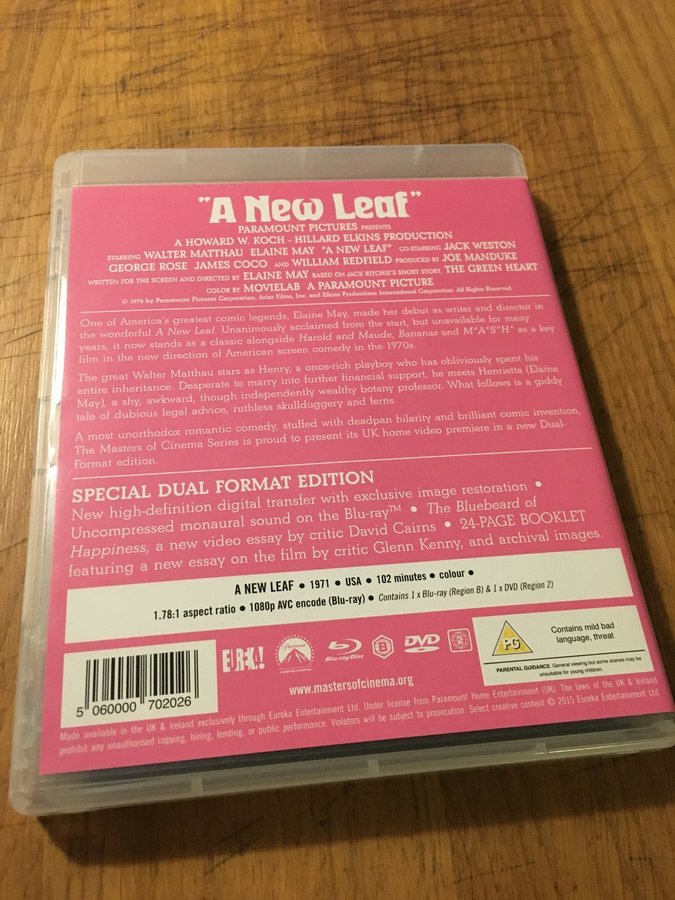 "A New Leaf"
PARAMOUNT PICTURES PRESENTS
A HOWARD W. KOCH - HILLARD ELKINS PRODUCTION
STARRING WALTER MATTHAU ELAINE MAY "A NEW LEAF" CO-STARRING JACK WESTON
GEORGE ROSE JAMES COCO AND WILLIAM REDFIELD PRODUCED BY JOE MANDUKE
WRITTEN FOR THE SCREEN AND DIRECTED BY ELAINE MAY BASED ON JACK RITCHIE'S SHORT STORY, THE GREEN HEART
COLOR BY MOVIELAB A PARAMOUNT PICTURE
© 1970 by Paramount Pictures Corporation, Aries Films, Inc. and Elkins Productions International Corporation. All Rights Reserved.
One of America's greatest comic legends, Elaine May, made her debut as writer and director in
the wonderful A New Leaf. Unanimously acclaimed from the start, but unavailable for many
years, it now stands as a classic alongside Harold and Maude, Bananas and M*A*S*H* as a key
film in the new direction of American screen comedy in the 1970s.
The great Walter Matthau stars as Henry, a once-rich playboy who has obliviously spent his
entire inheritance. Desperate to marry into further financial support, he meets Henrietta (Elaine
May), a shy, awkward, though independently wealthy botany professor. What follows is a giddy
tale of dubious legal advice, ruthless skullduggery and ferns.
A most unorthodox romantic comedy, stuffed with deadpan hilarity and brilliant comic invention,
The Masters of Cinema Series is proud to present its UK home video premiere in a new Dual-
Format edition.
SPECIAL DUAL FORMAT EDITION
New high-definition digital transfer with exclusive image restoration •
Uncompressed monaural sound on the Blu-ray™ • The Bluebeard of
Happiness, a new video essay by critic David Cairns • 24-PAGE BOOKLET
featuring a new essay on the film by critic Glenn Kenny, and archival images.
A NEW LEAF • 1971 • USA • 102 minutes • colour •
1.78:1 aspect ratio • 1080p AVC encode (Blu-ray) • Contains 1 x Blu-ray (Region B) & 1 x DVD (Region 2)
5 060000 702026
EUREKA!
Paramount
Blu-ray Disc
B
DVD
2
www.mastersofcinema.org
PG
Contains mild bad
language, threat
PARENTAL GUIDANCE: General viewing but some scenes may be
unsuitable for young children.
Made available in the UK & Ireland exclusively through Eureka Entertainment Ltd. Under license from Paramount Home Entertainment (UK). The laws of the UK & Ireland
prohibit any unauthorised copying, hiring, lending, or public performance. Violators will be subject to prosecution. Select creative content © 2015 Eureka Entertainment Ltd